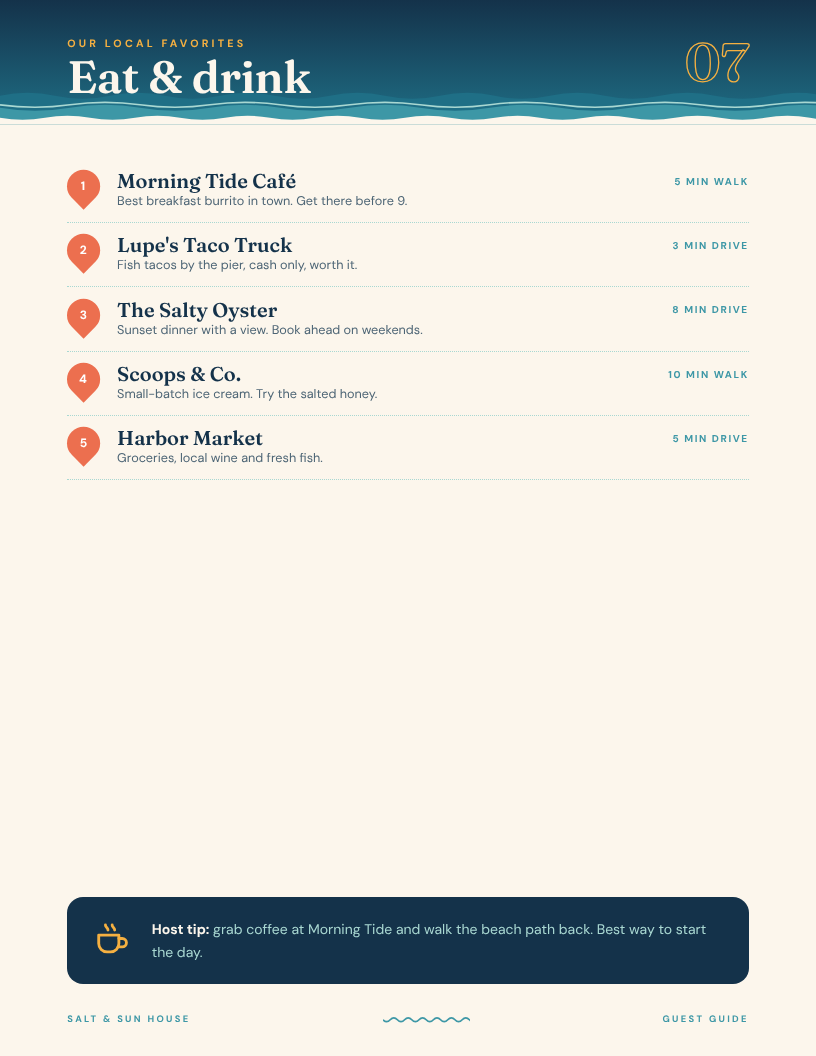 OUR LOCAL FAVORITES
Eat & drink
07
1
Morning Tide Café
5 MIN WALK
Best breakfast burrito in town. Get there before 9.
2
Lupe's Taco Truck
3 MIN DRIVE
Fish tacos by the pier, cash only, worth it.
3
The Salty Oyster
8 MIN DRIVE
Sunset dinner with a view. Book ahead on weekends.
4
Scoops & Co.
10 MIN WALK
Small-batch ice cream. Try the salted honey.
5
Harbor Market
5 MIN DRIVE
Groceries, local wine and fresh fish.
Host tip: grab coffee at Morning Tide and walk the beach path back. Best way to start
the day.
SALT & SUN HOUSE
GUEST GUIDE